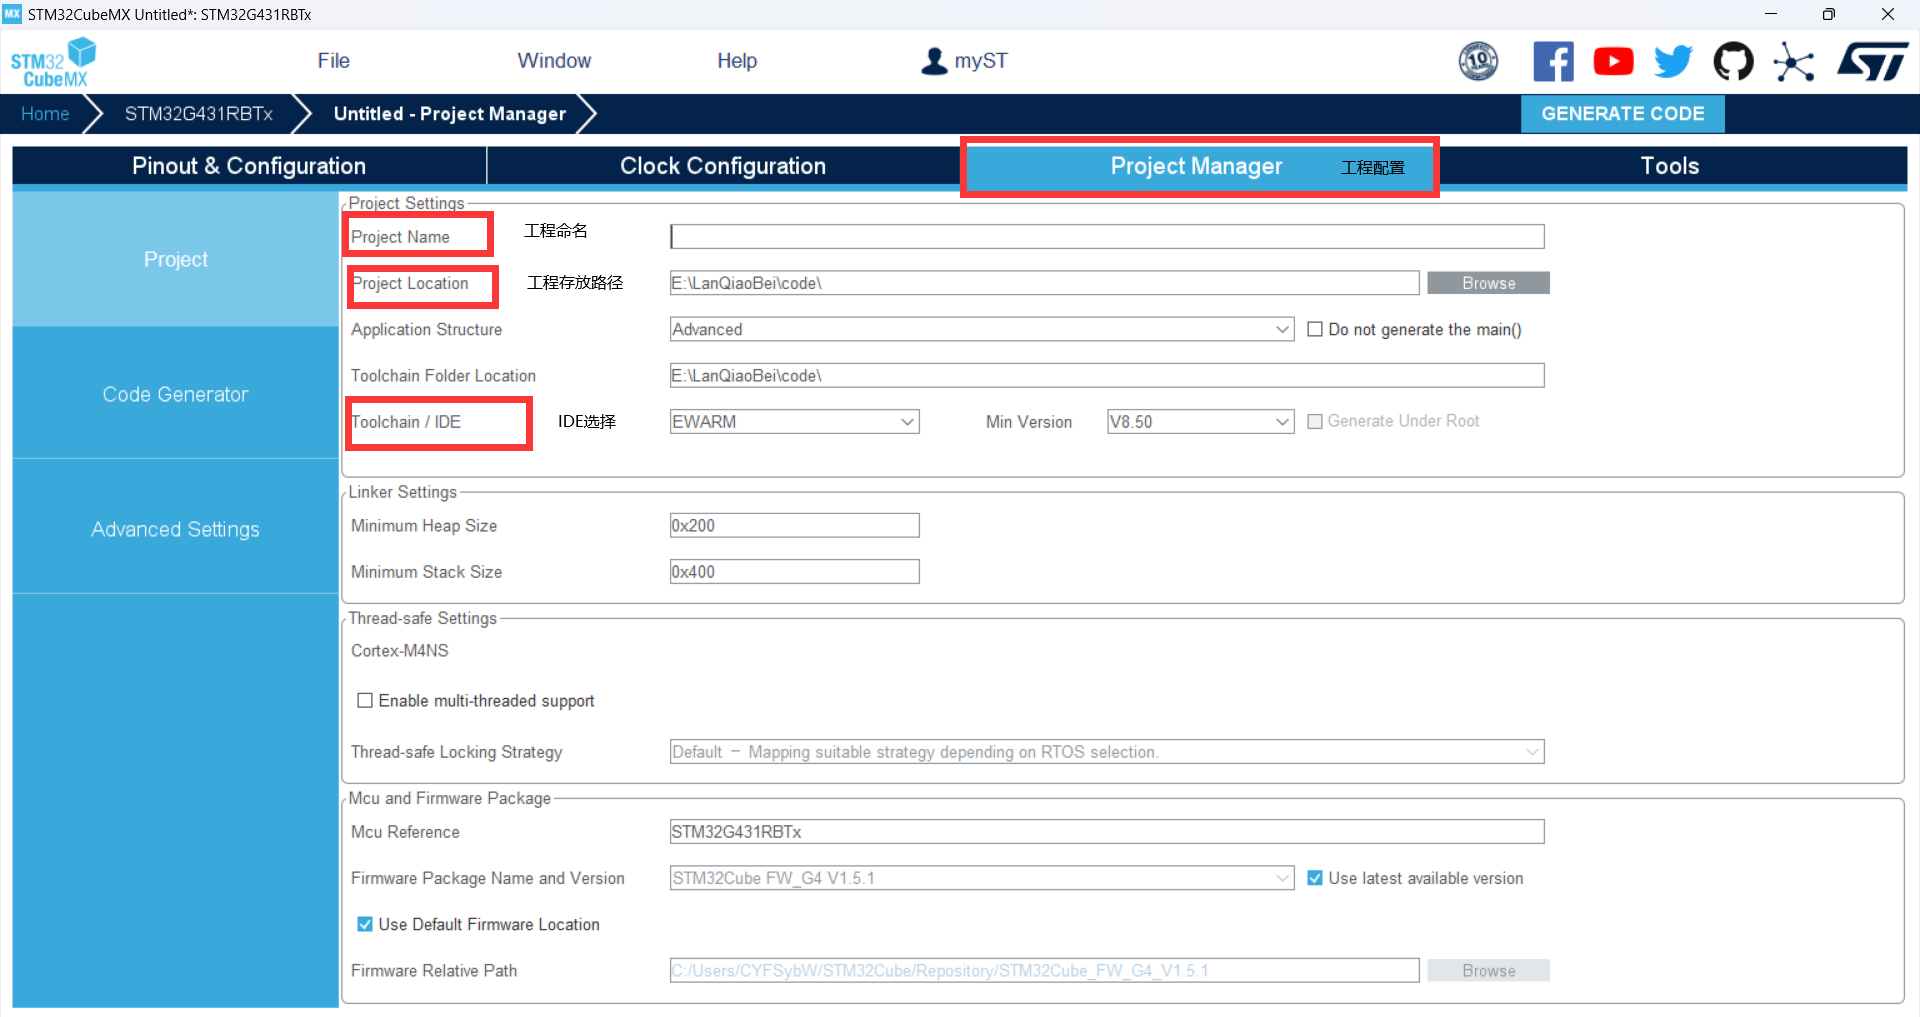 MX STM32CubeMX Untitled*: STM32G431RBTx
STM32 CubeMX
File Window Help myST 10 YEARS ST
Home STM32G431RBTx Untitled - Project Manager GENERATE CODE
Pinout & Configuration Clock Configuration Project Manager 工程配置 Tools
Project
Code Generator
Advanced Settings
Project Settings
Project Name 工程命名
Project Location 工程存放路径 E:\LanQiaoBei\code\ Browse
Application Structure Advanced Do not generate the main()
Toolchain Folder Location E:\LanQiaoBei\code\
Toolchain / IDE IDE选择 EWARM Min Version V8.50 Generate Under Root
Linker Settings
Minimum Heap Size 0x200
Minimum Stack Size 0x400
Thread-safe Settings
Cortex-M4NS
Enable multi-threaded support
Thread-safe Locking Strategy Default – Mapping suitable strategy depending on RTOS selection.
Mcu and Firmware Package
Mcu Reference STM32G431RBTx
Firmware Package Name and Version STM32Cube FW_G4 V1.5.1 Use latest available version
Use Default Firmware Location
Firmware Relative Path C:/Users/CYFSybW/STM32Cube/Repository/STM32Cube_FW_G4_V1.5.1 Browse